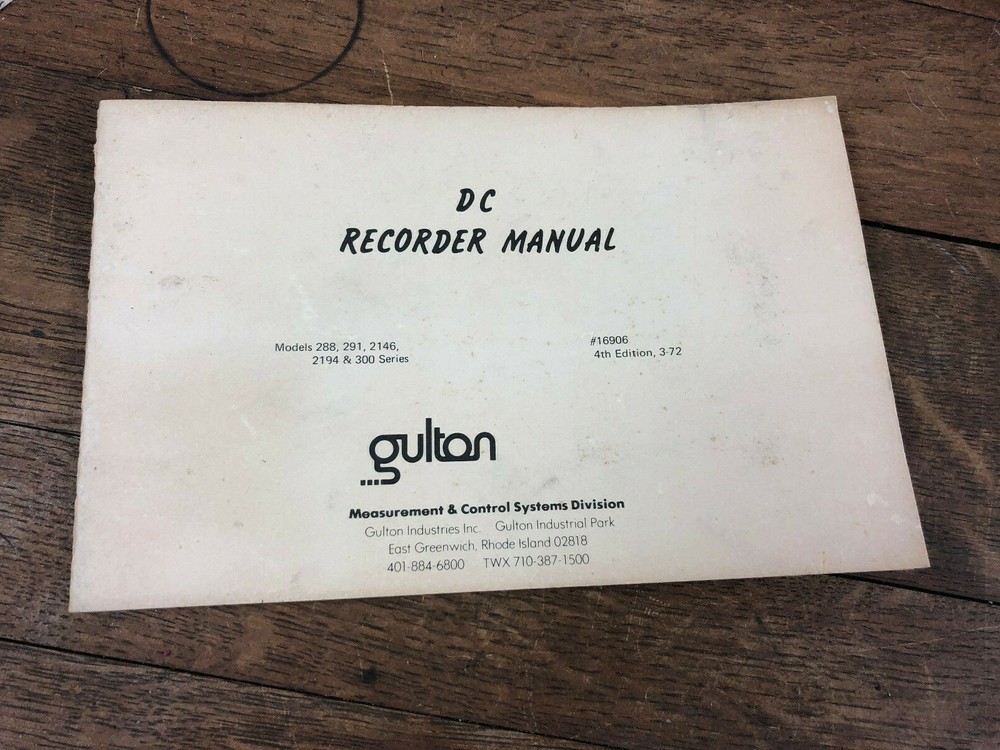 DC
RECORDER MANUAL
Models 288, 291, 2146,
2194 & 300 Series
#16906
4th Edition, 3-72
...gulton
Measurement & Control Systems Division
Gulton Industries Inc. Gulton Industrial Park
East Greenwich, Rhode Island 02818
401-884-6800 TWX 710-387-1500